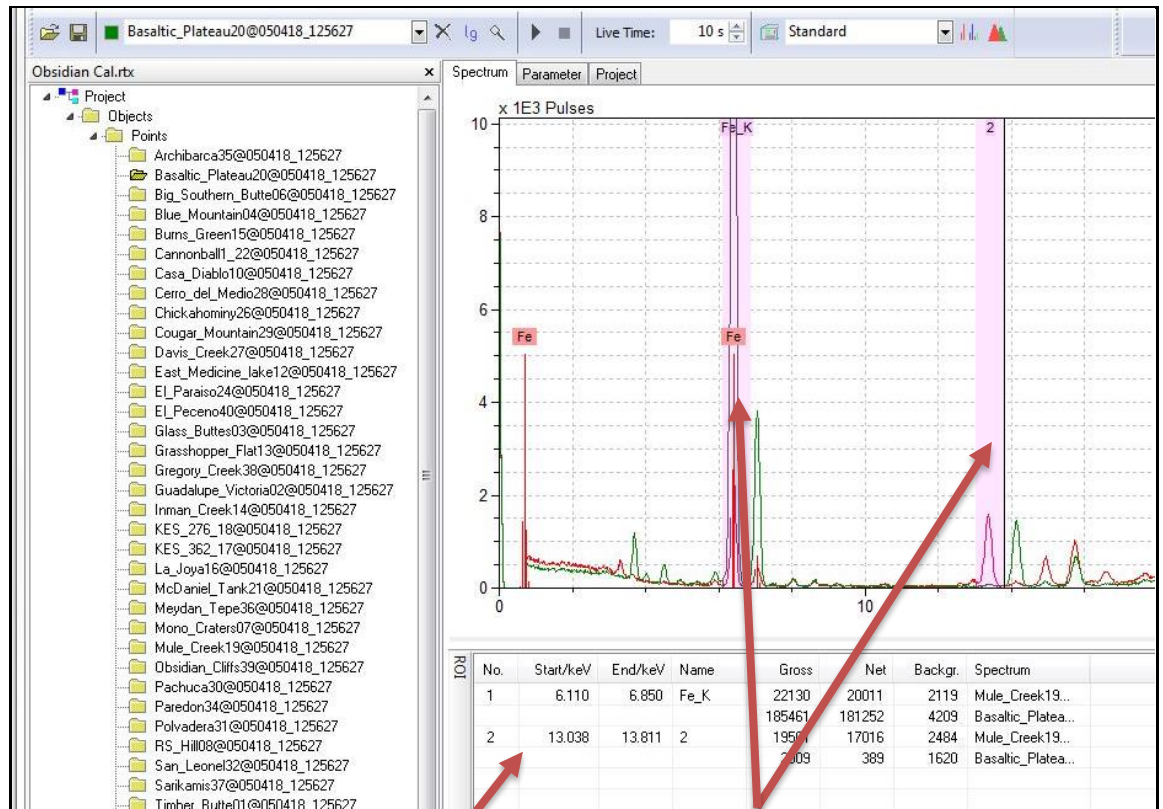 Basaltic_Plateau20@050418_125627
lg
Live Time:
10 s
Standard
Obsidian Cal.rtx
x
Spectrum
Parameter
Project
Project
Objects
Points
Archibarca35@050418_125627
Basaltic_Plateau20@050418_125627
Big_Southern_Butte06@050418_125627
Blue_Mountain04@050418_125627
Burns_Green15@050418_125627
Cannonball1_22@050418_125627
Casa_Diablo10@050418_125627
Cerro_del_Medio28@050418_125627
Chickahominy26@050418_125627
Cougar_Mountain29@050418_125627
Davis_Creek27@050418_125627
East_Medicine_lake12@050418_125627
El_Paraiso24@050418_125627
El_Peceno40@050418_125627
Glass_Buttes03@050418_125627
Grasshopper_Flat13@050418_125627
Gregory_Creek38@050418_125627
Guadalupe_Victoria02@050418_125627
Inman_Creek14@050418_125627
KES_276_18@050418_125627
KES_362_17@050418_125627
La_Joya16@050418_125627
McDaniel_Tank21@050418_125627
Meydan_Tepe36@050418_125627
Mono_Craters07@050418_125627
Mule_Creek19@050418_125627
Obsidian_Cliffs39@050418_125627
Pachuca30@050418_125627
Paredon34@050418_125627
Polvadera31@050418_125627
RS_Hill08@050418_125627
San_Leonel32@050418_125627
Sarikamis37@050418_125627
Timber_Butte01@050418_125627
x 1E3 Pulses
10
8
6
4
2
0
Fe_K
2
Fe
Fe
0
10
ROI
No. Start/keV End/keV Name Gross Net Backgr. Spectrum
1 6.110 6.850 Fe_K 22130 20011 2119 Mule_Creek19...
185461 181252 4209 Basaltic_Platea...
2 13.038 13.811 2 17016 2484 Mule_Creek19...
389 1620 Basaltic_Platea...